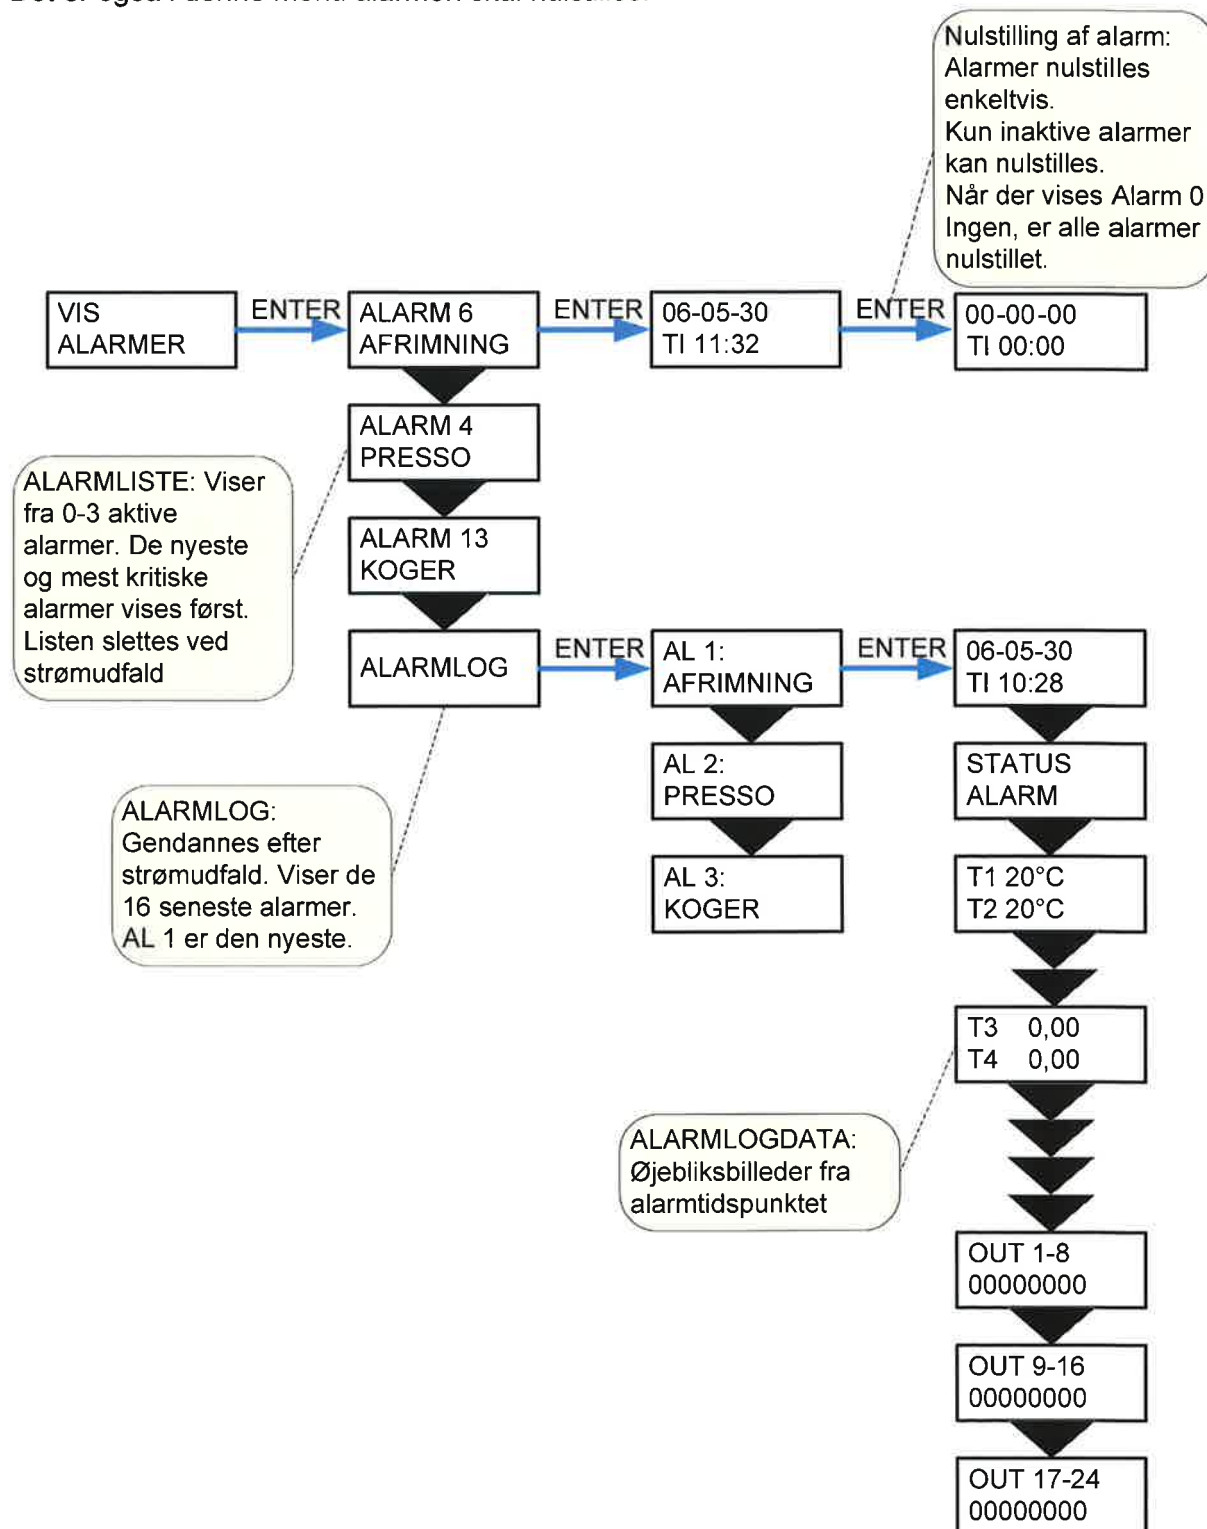 Nulstilling af alarm:
Alarmer nulstilles
enkeltvis.
Kun inaktive alarmer
kan nulstilles.
Når der vises Alarm 0
Ingen, er alle alarmer
nulstillet.
VIS
ALARMER
ENTER
ALARM 6
AFRIMNING
ENTER
06-05-30
TI 11:32
ENTER
00-00-00
TI 00:00
ALARM 4
PRESSO
ALARMLISTE: Viser
fra 0-3 aktive
alarmer. De nyeste
og mest kritiske
alarmer vises først.
Listen slettes ved
strømudfald
ALARM 13
KOGER
ALARMLOG
ENTER
AL 1:
AFRIMNING
ENTER
06-05-30
TI 10:28
AL 2:
PRESSO
STATUS
ALARM
ALARMLOG:
Gendannes efter
strømudfald. Viser de
16 seneste alarmer.
AL 1 er den nyeste.
AL 3:
KOGER
T1 20°C
T2 20°C
T3 0,00
T4 0,00
ALARMLOGDATA:
Øjebliksbilleder fra
alarmtidspunktet
OUT 1-8
00000000
OUT 9-16
00000000
OUT 17-24
00000000